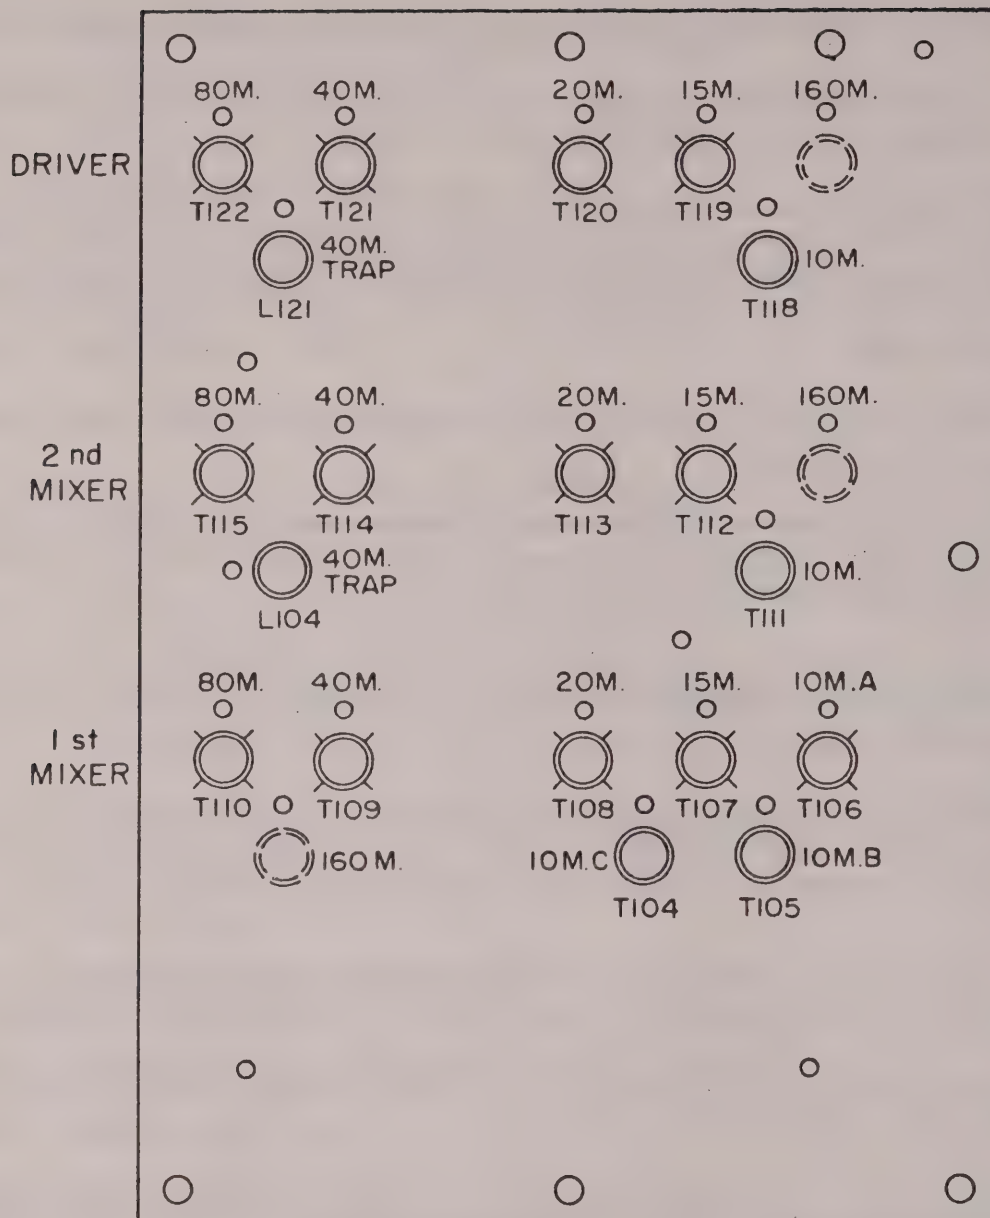 80M. 40M. 20M. 15M. 160M.
DRIVER
T122 T121 T120 T119
40M.
TRAP
10M.
L121 T118
80M. 40M. 20M. 15M. 160M.
2 nd
MIXER
T115 T114 T113 T112
40M.
TRAP
10M.
L104 T111
80M. 40M. 20M. 15M. 10M.A
1 st
MIXER
T110 T109 T108 T107 T106
160M. 10M.C 10M.B
T104 T105